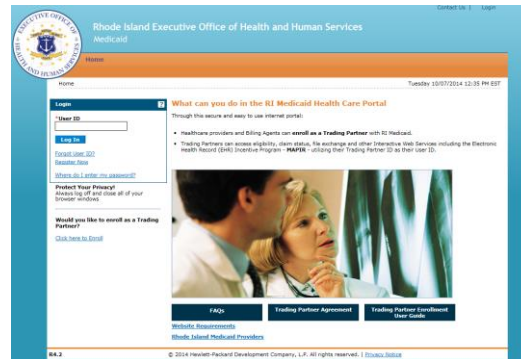 Contact Us | Login
EXECUTIVE OFFICE OF
HEALTH AND HUMAN SERVICES
Rhode Island Executive Office of Health and Human Services
Medicaid
Home
Home
Tuesday 10/07/2014 12:35 PM EST
Login
?
*User ID
Log In
Forgot User ID?
Register Now
Where do I enter my password?
Protect Your Privacy!
Always log off and close all of your
browser windows
Would you like to enroll as a Trading
Partner?
Click here to Enroll
What can you do in the RI Medicaid Health Care Portal
Through this secure and easy to use internet portal:
• Healthcare providers and Billing Agents can enroll as a Trading Partner with RI Medicaid.
• Trading Partners can access eligibility, claim status, file exchange and other Interactive Web Services including the Electronic
Health Record (EHR) Incentive Program - MAPIR - utilizing their Trading Partner ID as their User ID.
FAQs
Trading Partner Agreement
Trading Partner Enrollment
User Guide
Website Requirements
Rhode Island Medicaid Providers
R4.2
© 2014 Hewlett-Packard Development Company, L.P. All rights reserved. | Privacy Notice